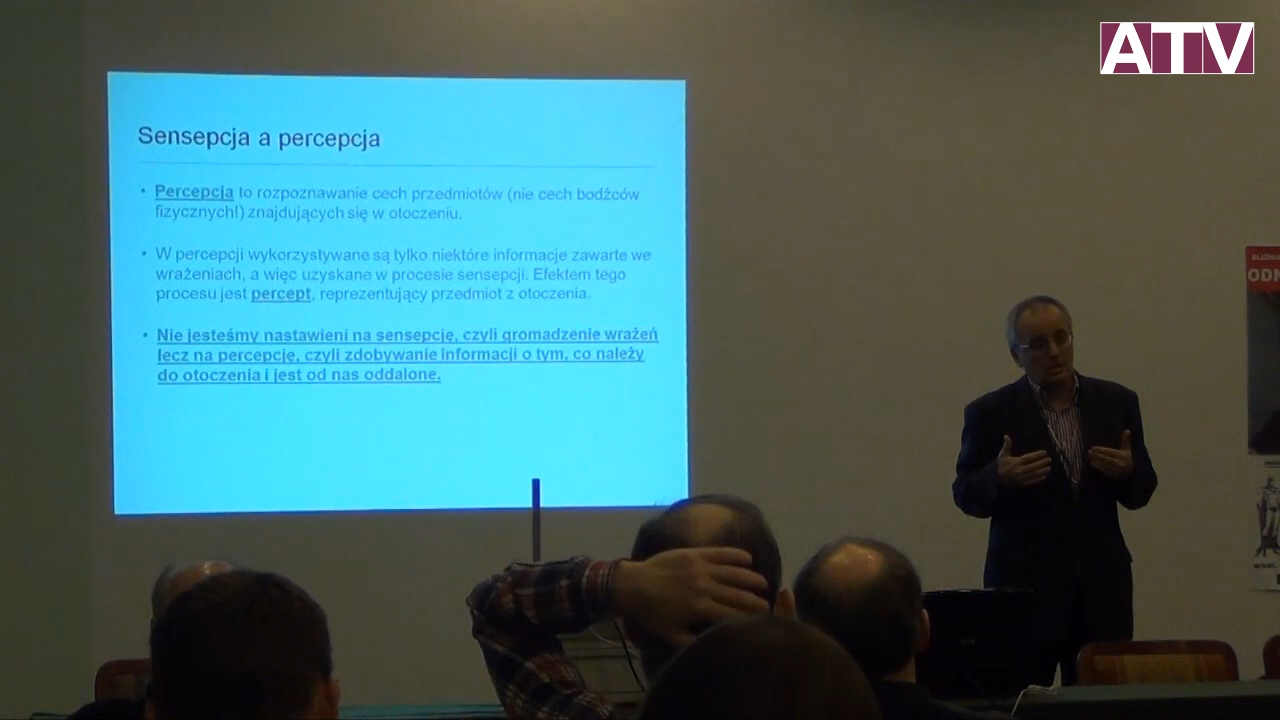 ATV
Sensepcja a percepcja
• Percepcja to rozpoznawanie cech przedmiotów (nie cech bodźców
fizycznych!) znajdujących się w otoczeniu.
• W percepcji wykorzystywane są tylko niektóre informacje zawarte we
wrażeniach, a więc uzyskane w procesie sensepcji. Efektem tego
procesu jest percept, reprezentujący przedmiot z otoczenia.
• Nie jesteśmy nastawieni na sensepcję, czyli gromadzenie wrażeń
lecz na percepcję, czyli zdobywanie informacji o tym, co należy
do otoczenia i jest od nas oddalone.